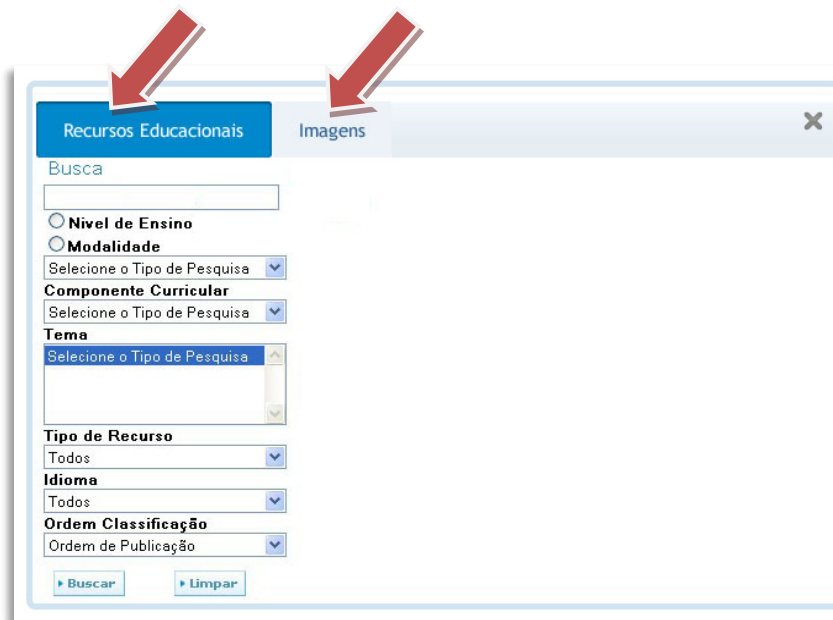 Recursos Educacionais
Imagens
Busca
Nivel de Ensino
Modalidade
Selecione o Tipo de Pesquisa
Componente Curricular
Selecione o Tipo de Pesquisa
Tema
Selecione o Tipo de Pesquisa
Tipo de Recurso
Todos
Idioma
Todos
Ordem Classificação
Ordem de Publicação
Buscar
Limpar